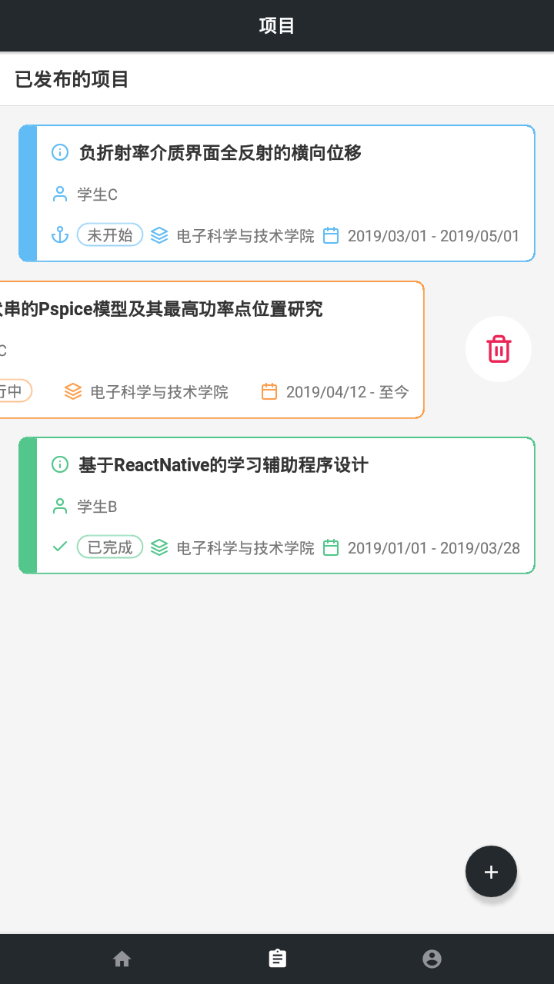 项目
已发布的项目
负折射率介质界面全反射的横向位移
学生C
未开始 电子科学与技术学院 2019/03/01 - 2019/05/01
串的Pspice模型及其最高功率点位置研究
C
行中 电子科学与技术学院 2019/04/12 - 至今
基于ReactNative的学习辅助程序设计
学生B
已完成 电子科学与技术学院 2019/01/01 - 2019/03/28